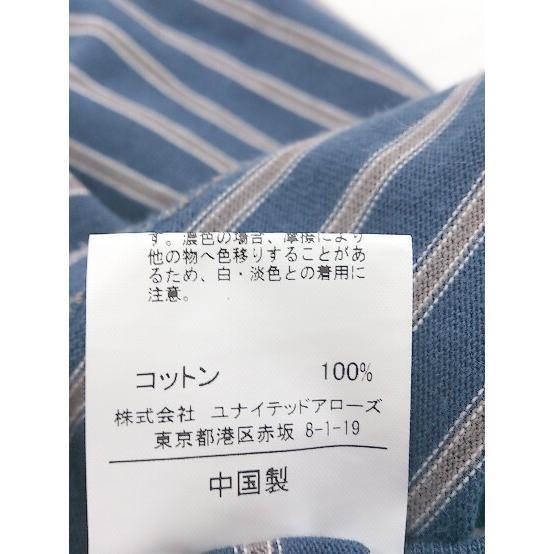 す。濃色の場合、摩擦により
他の物へ色移りすることがあ
るため、白・淡色との着用に
注意。
コットン 100%
株式会社 ユナイテッドアローズ
東京都港区赤坂 8-1-19
中国製